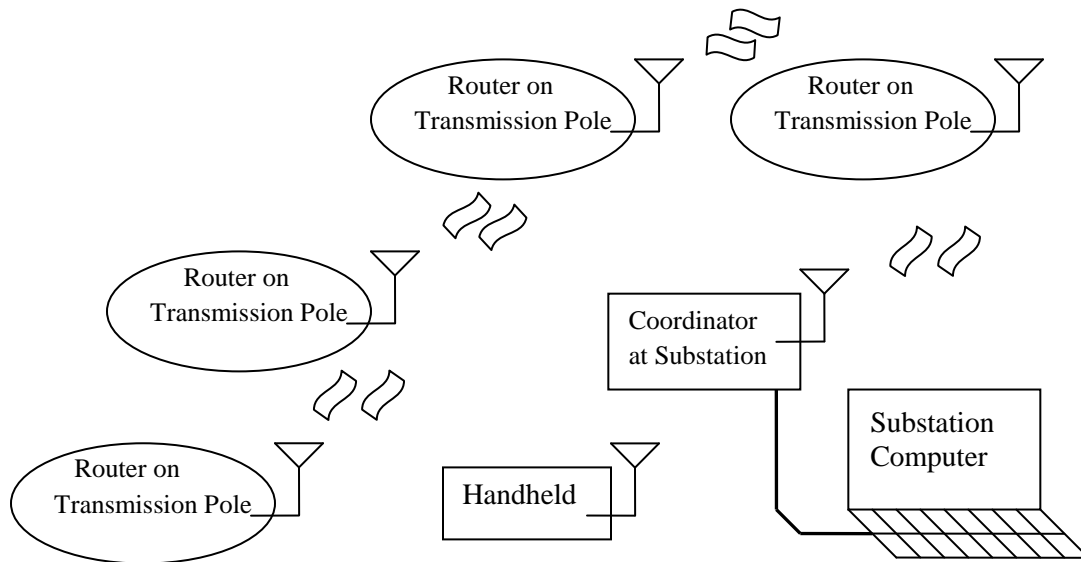 Router on
Transmission Pole
Router on
Transmission Pole
Router on
Transmission Pole
Coordinator
at Substation
Substation
Computer
Router on
Transmission Pole
Handheld